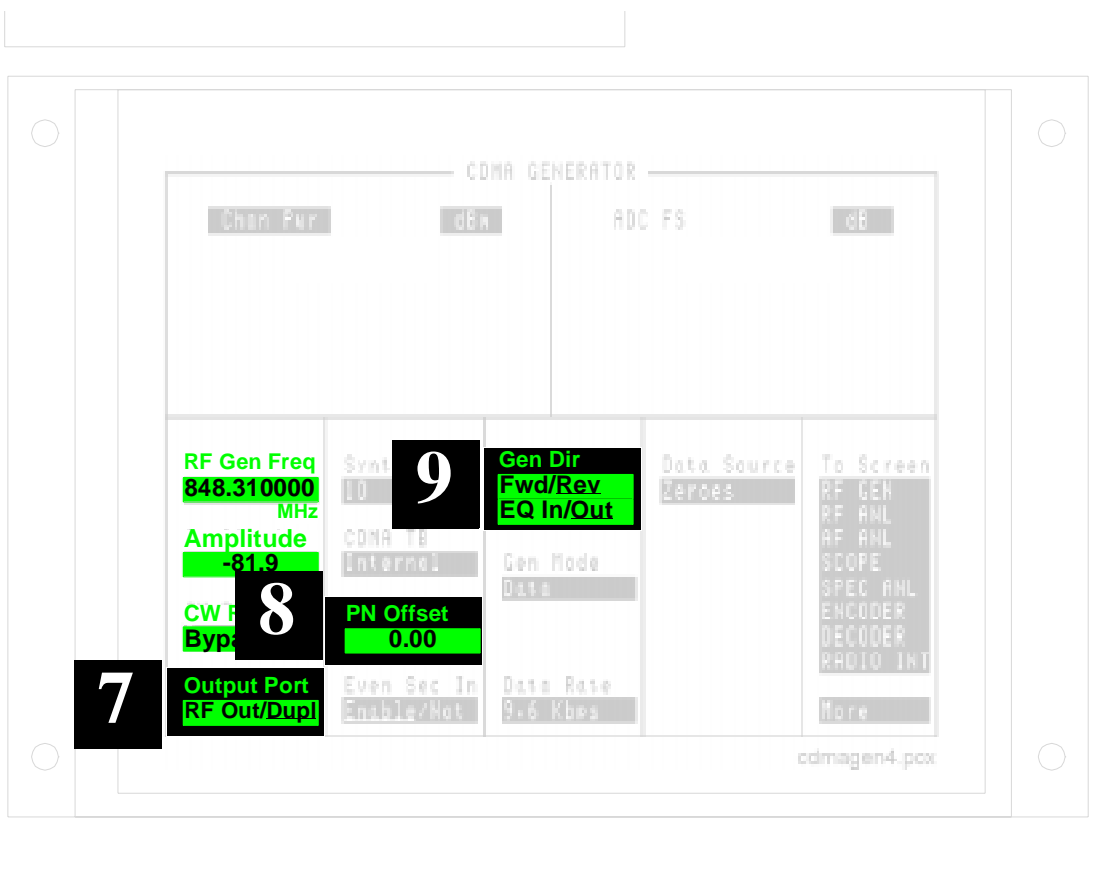 CDMA GENERATOR
Chan Pwr
dBm
ADC FS
dB
RF Gen Freq
848.310000
MHz
Amplitude
-81.9
CW
Bypa
7
Output Port
RF Out/Dupl
10
CDMA TB
Internal
8
PN Offset
0.00
Even Sec In
Enable/Not
9
Gen Dir
Fwd/Rev
EQ In/Out
Gen Mode
Data
Data Rate
9.6 Kbps
Data Source
Zeroes
To Screen
RF GEN
RF ANL
AF ANL
SCOPE
SPEC ANL
ENCODER
DECODER
RADIO INT
More
cdmagen4.pcx